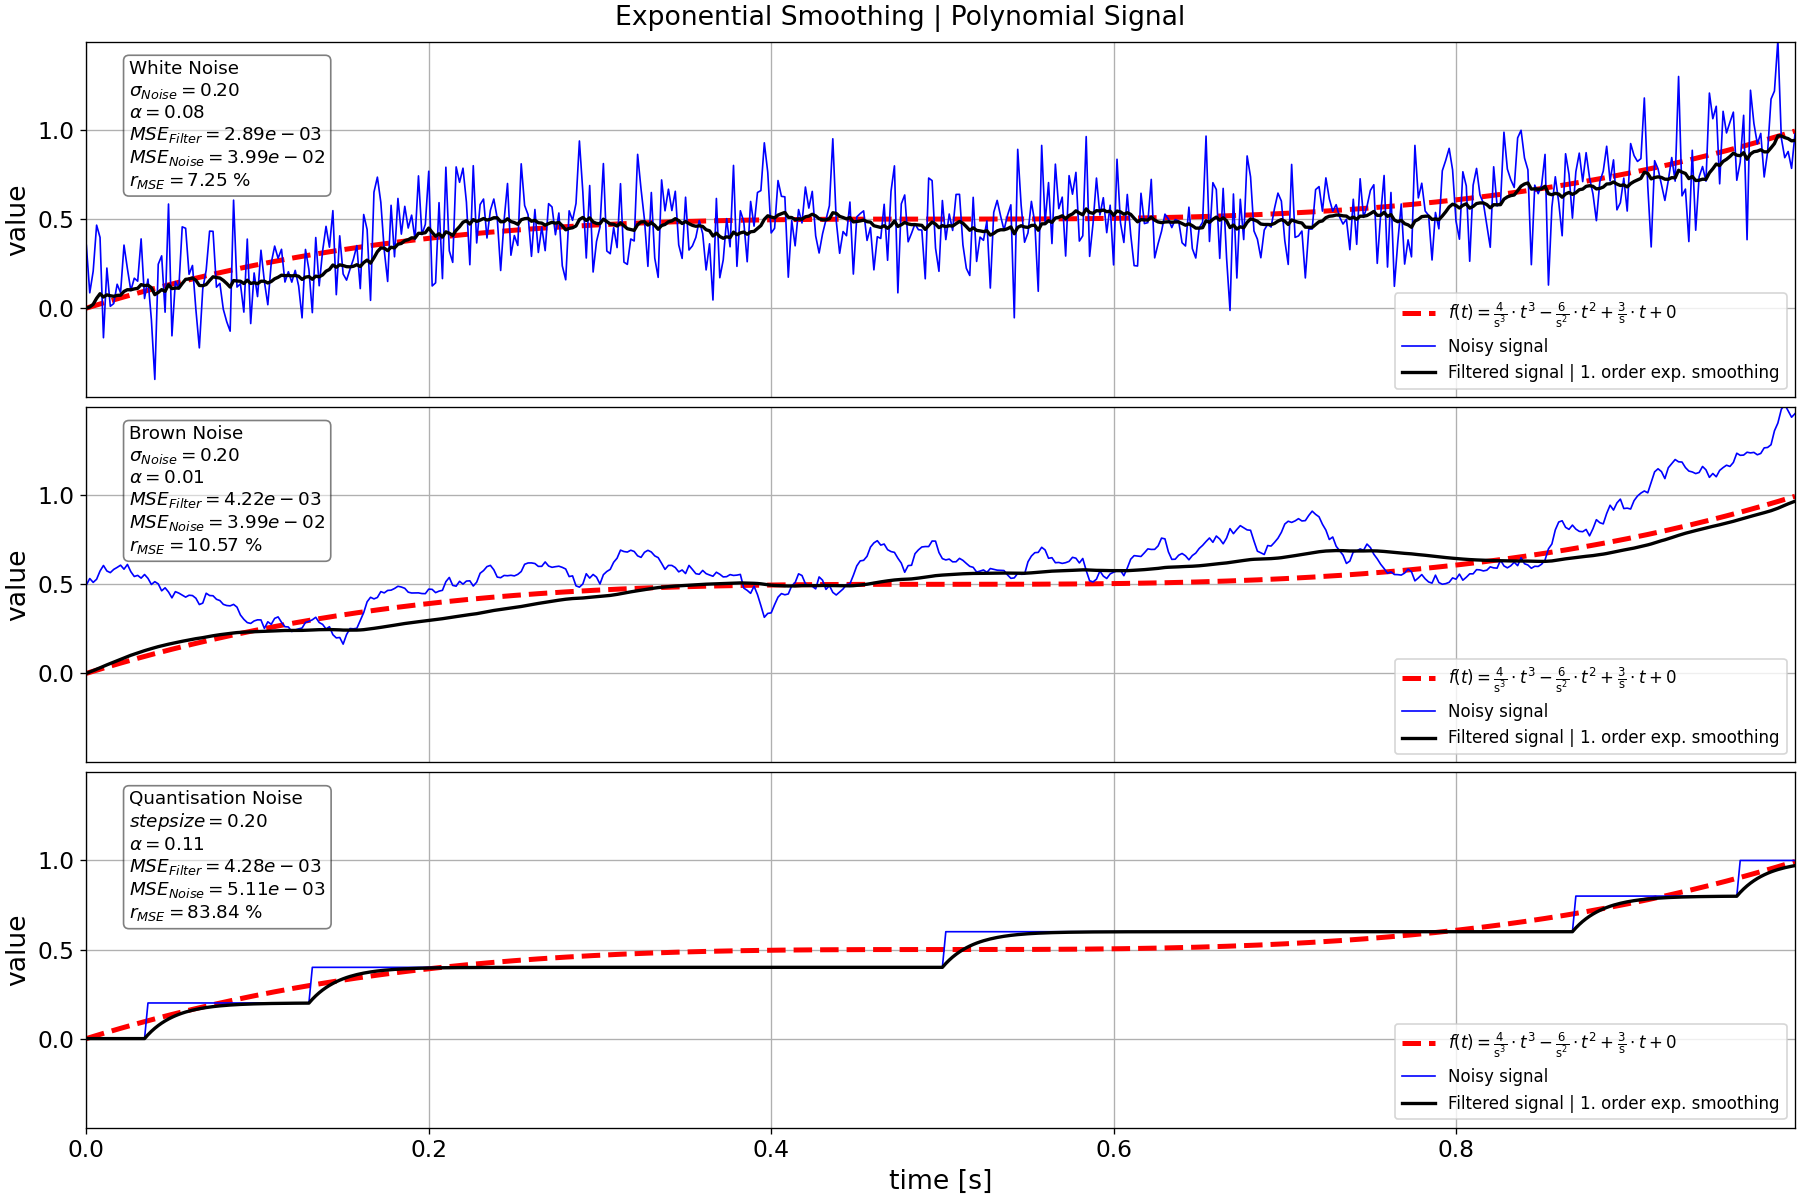 Exponential Smoothing | Polynomial Signal
White Noise
σ_Noise = 0.20
α = 0.08
MSE_Filter = 2.89e − 03
MSE_Noise = 3.99e − 02
r_MSE = 7.25 %
value
1.0
0.5
0.0
f(t) = 4/s³ · t³ − 6/s² · t² + 3/s · t + 0
Noisy signal
Filtered signal | 1. order exp. smoothing
Brown Noise
σ_Noise = 0.20
α = 0.01
MSE_Filter = 4.22e − 03
MSE_Noise = 3.99e − 02
r_MSE = 10.57 %
value
1.0
0.5
0.0
f(t) = 4/s³ · t³ − 6/s² · t² + 3/s · t + 0
Noisy signal
Filtered signal | 1. order exp. smoothing
Quantisation Noise
stepsize = 0.20
α = 0.11
MSE_Filter = 4.28e − 03
MSE_Noise = 5.11e − 03
r_MSE = 83.84 %
value
1.0
0.5
0.0
f(t) = 4/s³ · t³ − 6/s² · t² + 3/s · t + 0
Noisy signal
Filtered signal | 1. order exp. smoothing
0.0 0.2 0.4 0.6 0.8
time [s]